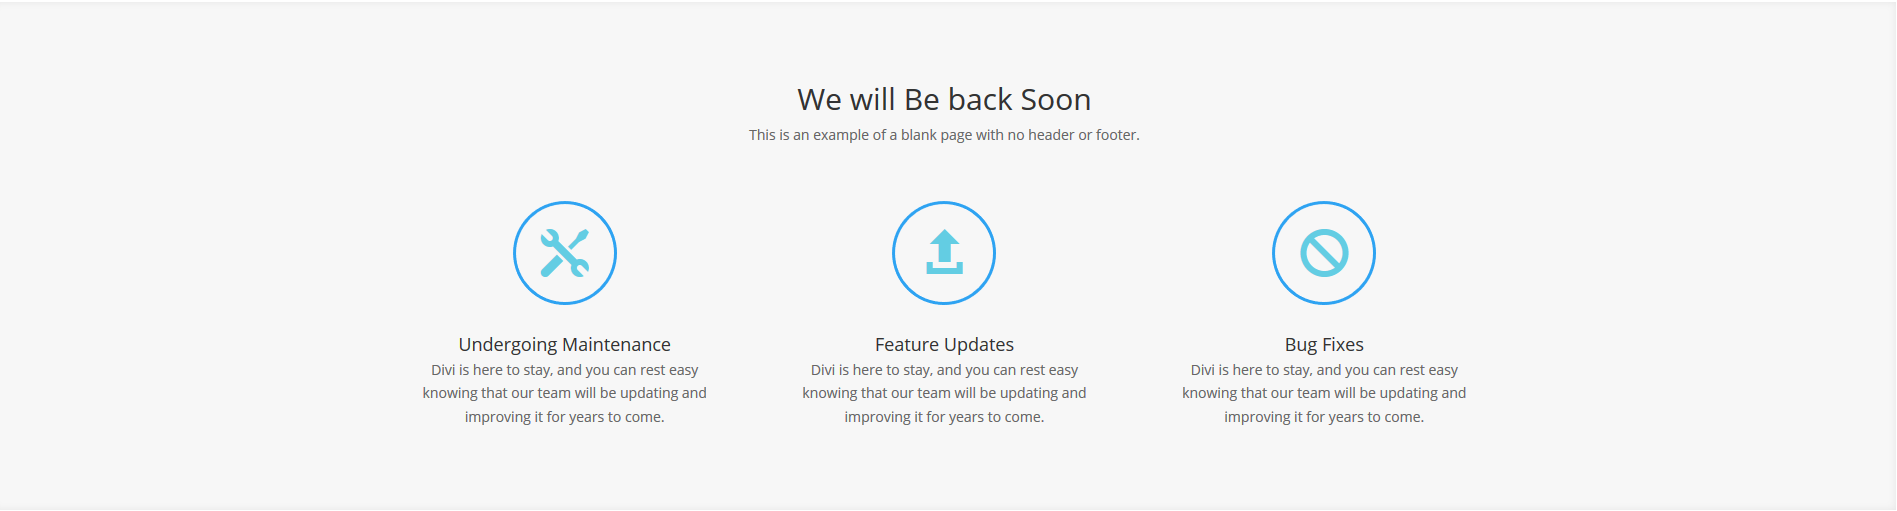 We will Be back Soon
This is an example of a blank page with no header or footer.
Undergoing Maintenance
Divi is here to stay, and you can rest easy
knowing that our team will be updating and
improving it for years to come.
Feature Updates
Divi is here to stay, and you can rest easy
knowing that our team will be updating and
improving it for years to come.
Bug Fixes
Divi is here to stay, and you can rest easy
knowing that our team will be updating and
improving it for years to come.